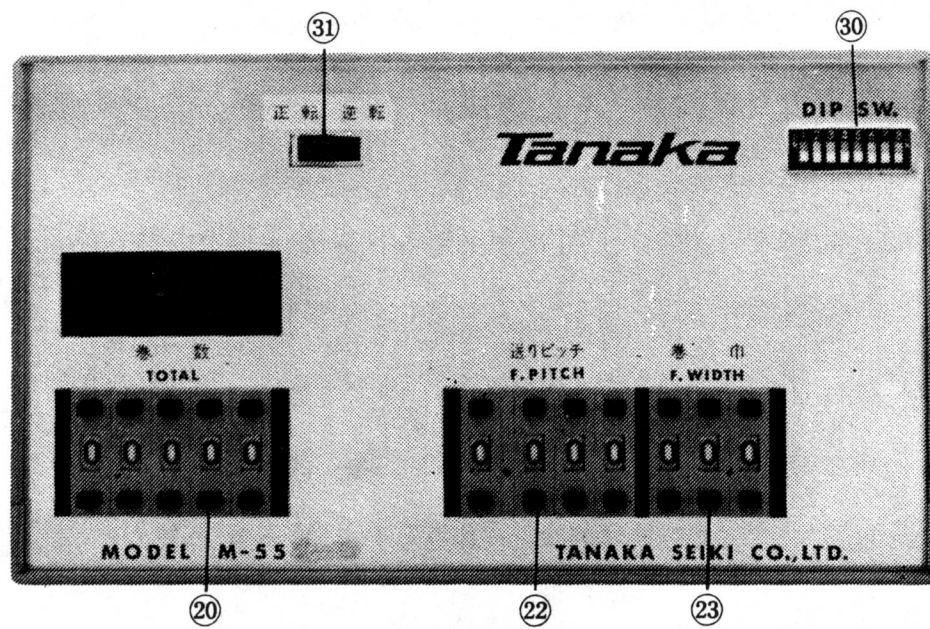 ㉛ ㉚
正転 逆転
Tanaka
DIP SW.
巻数
TOTAL
送りピッチ
F. PITCH
巻巾
F. WIDTH
0 0 0 0 0
0 . 0 0 0
0 0 . 0
MODEL M-55
TANAKA SEIKI CO., LTD.
⑳ ㉒ ㉓